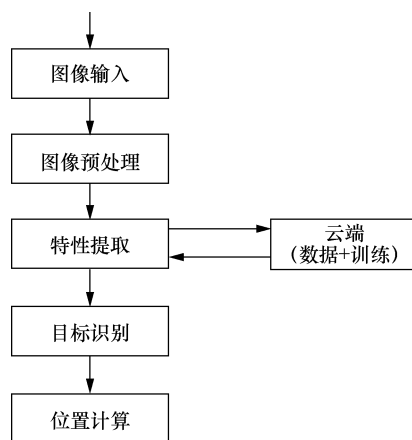 图像输入
图像预处理
特性提取
云端
（数据+训练）
目标识别
位置计算